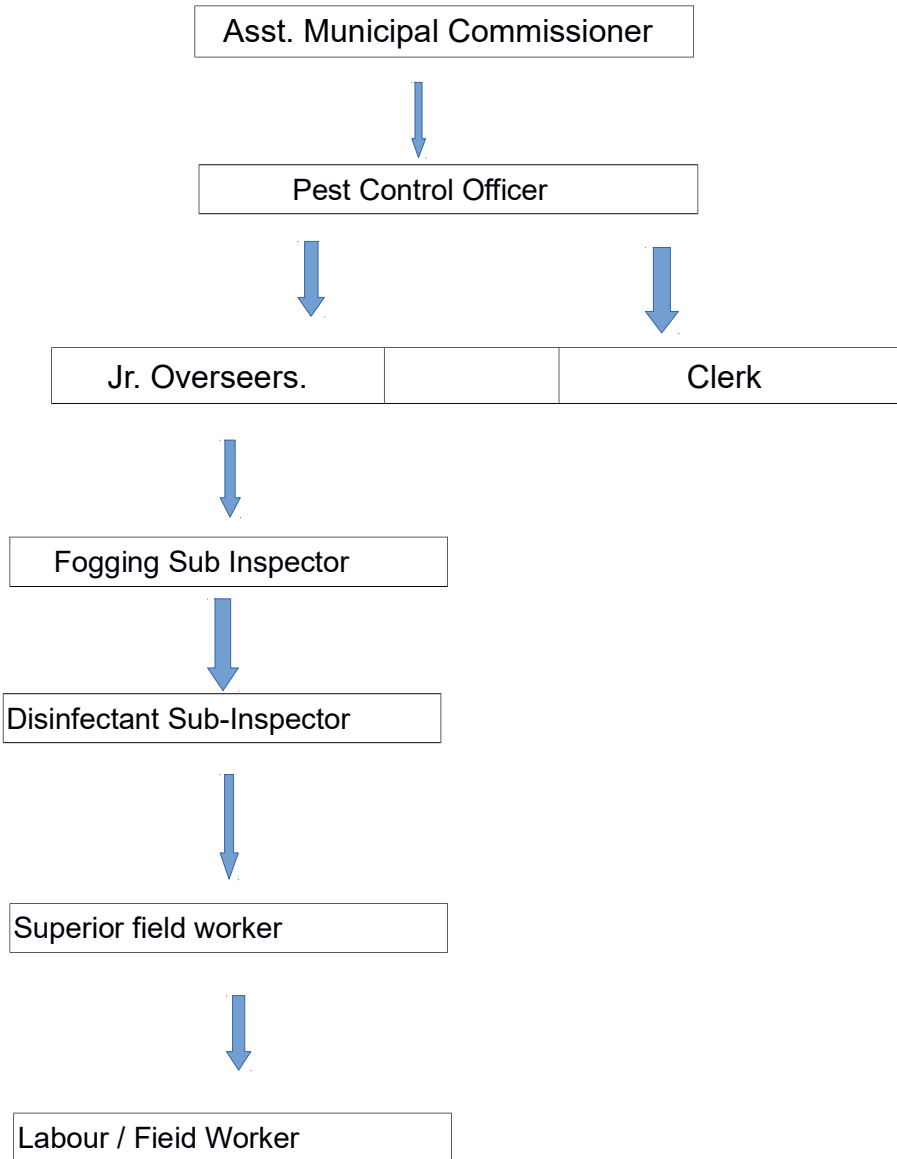 Asst. Municipal Commissioner
Pest Control Officer
Jr. Overseers.
Clerk
Fogging Sub Inspector
Disinfectant Sub-Inspector
Superior field worker
Labour / Fieid Worker